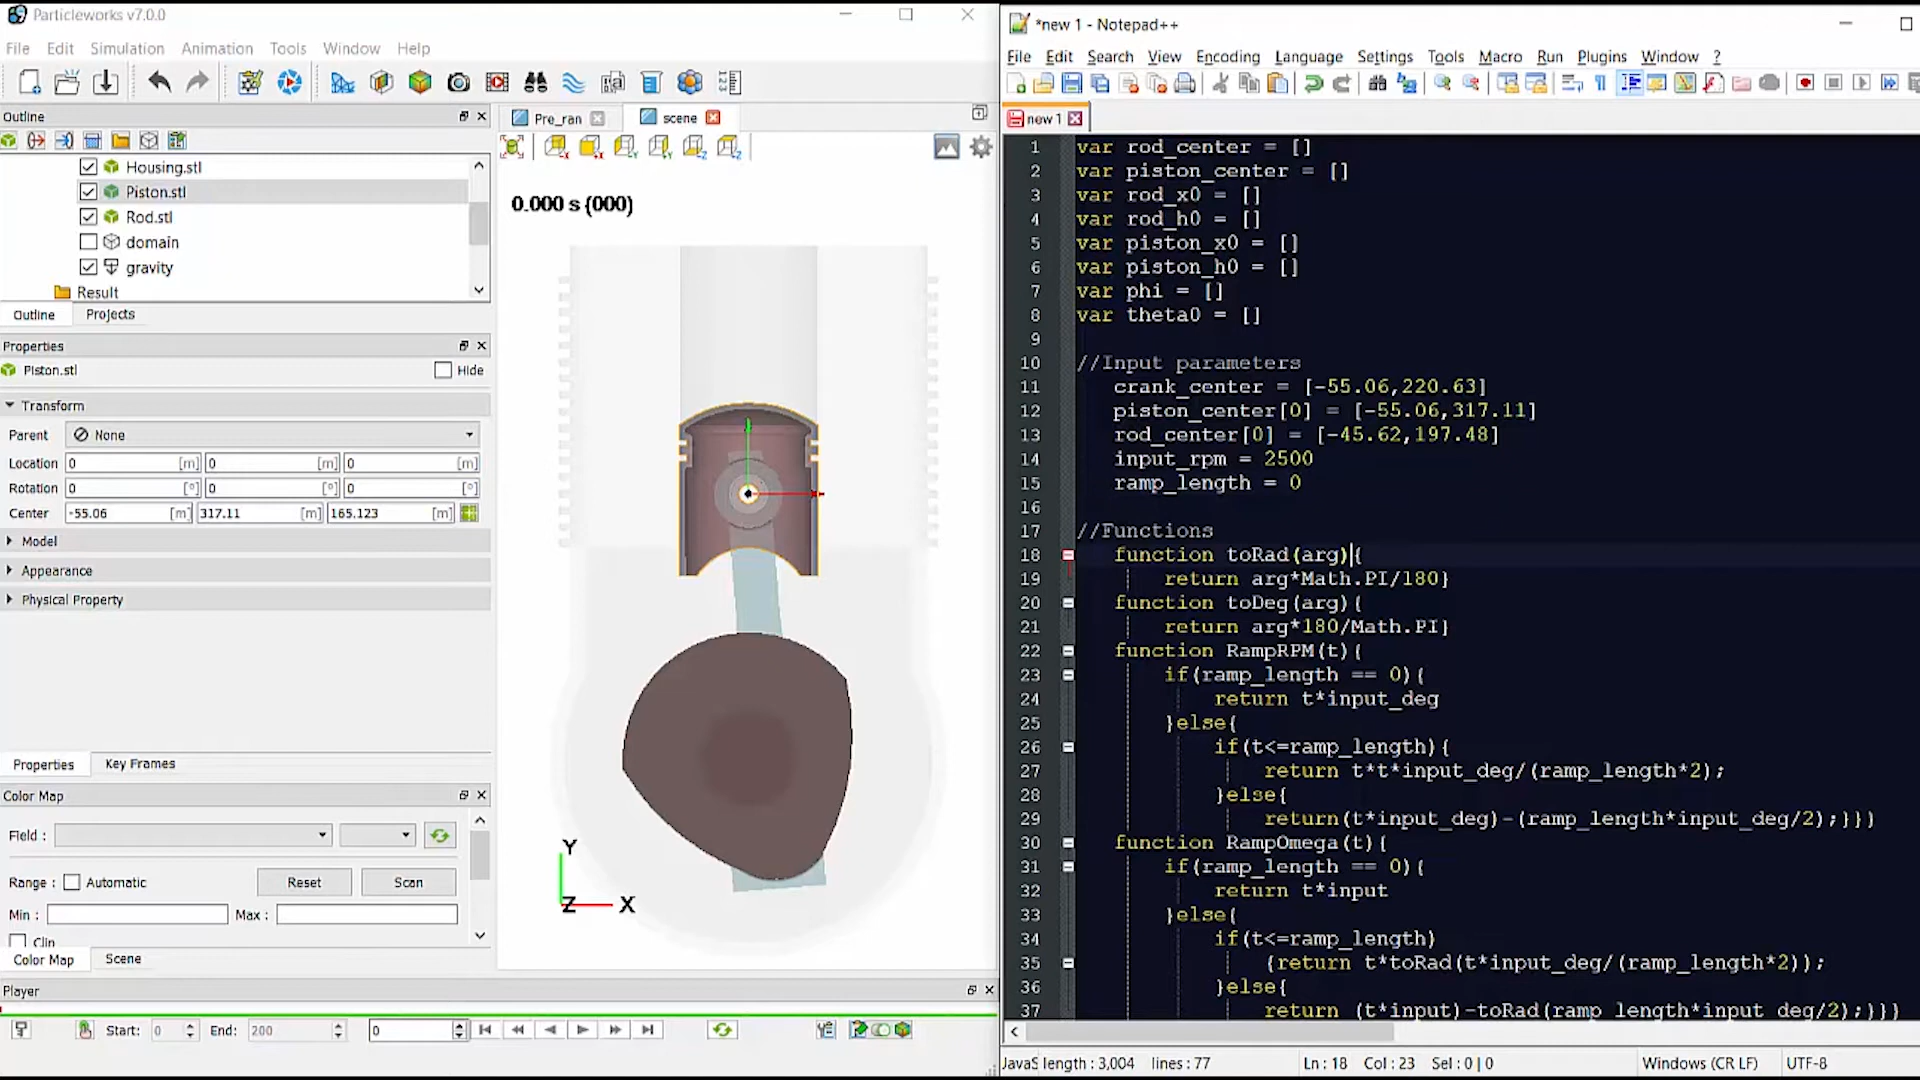 Particleworks v7.0.0
File Edit Simulation Animation Tools Window Help
Outline
Housing.stl
Piston.stl
Rod.stl
domain
gravity
Result
Outline Projects
Properties
Piston.stl Hide
Transform
Parent None
Location 0 [m] 0 [m] 0 [m]
Rotation 0 [°] 0 [°] 0 [°]
Center -55.06 [m] 317.11 [m] 165.123 [m]
Model
Appearance
Physical Property
Properties Key Frames
Color Map
Field :
Range : Automatic Reset Scan
Min : Max :
Clip
Color Map Scene
Player
Start: 0 End: 200 0
Pre_ran scene
0.000 s (000)
Y
Z X
*new 1 - Notepad++
File Edit Search View Encoding Language Settings Tools Macro Run Plugins Window ?
new 1
1 var rod_center = []
2 var piston_center = []
3 var rod_x0 = []
4 var rod_h0 = []
5 var piston_x0 = []
6 var piston_h0 = []
7 var phi = []
8 var theta0 = []
9
10 //Input parameters
11 crank_center = [-55.06,220.63]
12 piston_center[0] = [-55.06,317.11]
13 rod_center[0] = [-45.62,197.48]
14 input_rpm = 2500
15 ramp_length = 0
16
17 //Functions
18 function toRad(arg){
19 return arg*Math.PI/180}
20 function toDeg(arg){
21 return arg*180/Math.PI}
22 function RampRPM(t){
23 if(ramp_length == 0){
24 return t*input_deg
25 }else{
26 if(t<=ramp_length){
27 return t*t*input_deg/(ramp_length*2);
28 }else{
29 return(t*input_deg)-(ramp_length*input_deg/2);}}}
30 function RampOmega(t){
31 if(ramp_length == 0){
32 return t*input
33 }else{
34 if(t<=ramp_length)
35 {return t*toRad(t*input_deg/(ramp_length*2));
36 }else{
37 return (t*input)-toRad(ramp_length*input_deg/2);}}}
JavaS length : 3,004 lines : 77 Ln : 18 Col : 23 Sel : 0 | 0 Windows (CR LF) UTF-8